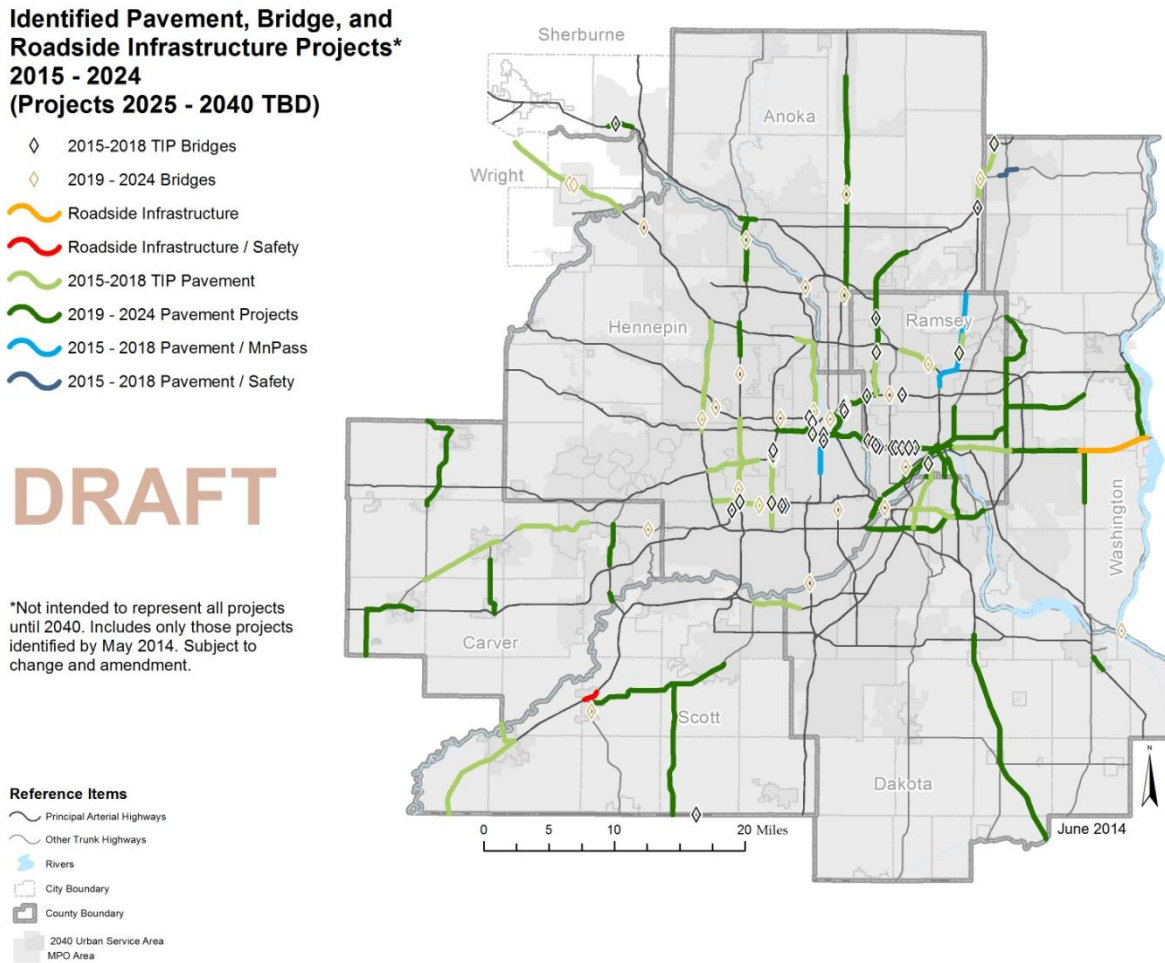 Identified Pavement, Bridge, and
Roadside Infrastructure Projects*
2015 - 2024
(Projects 2025 - 2040 TBD)
2015-2018 TIP Bridges
2019 - 2024 Bridges
Roadside Infrastructure
Roadside Infrastructure / Safety
2015-2018 TIP Pavement
2019 - 2024 Pavement Projects
2015 - 2018 Pavement / MnPass
2015 - 2018 Pavement / Safety
DRAFT
*Not intended to represent all projects
until 2040. Includes only those projects
identified by May 2014. Subject to
change and amendment.
Reference Items
Principal Arterial Highways
Other Trunk Highways
Rivers
City Boundary
County Boundary
2040 Urban Service Area
MPO Area
Sherburne
Anoka
Wright
Hennepin
Ramsey
Washington
Carver
Scott
Dakota
N
June 2014
0 5 10 20 Miles